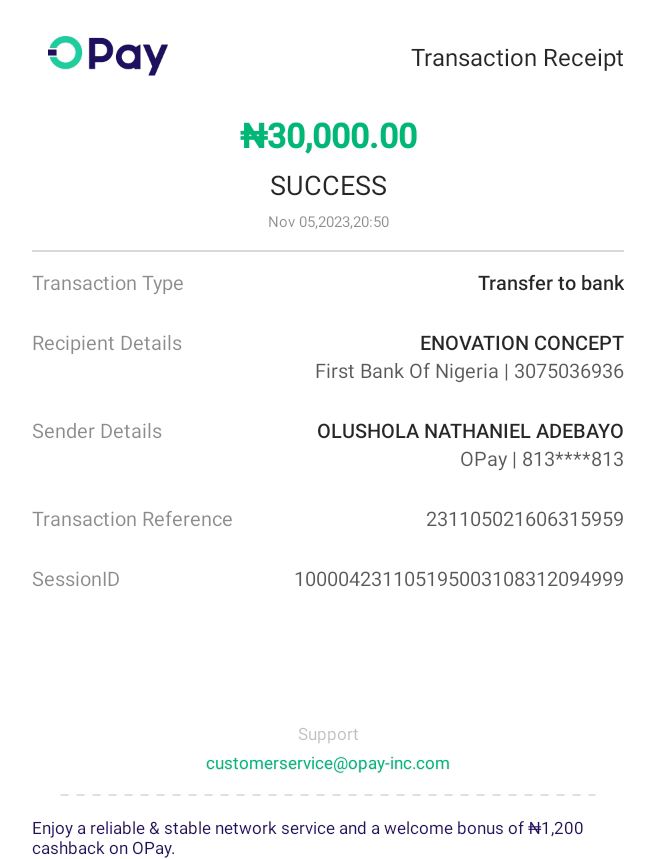 OPay
Transaction Receipt
₦30,000.00
SUCCESS
Nov 05,2023,20:50
Transaction Type
Transfer to bank
Recipient Details
ENOVATION CONCEPT
First Bank Of Nigeria | 3075036936
Sender Details
OLUSHOLA NATHANIEL ADEBAYO
OPay | 813****813
Transaction Reference
231105021606315959
SessionID
100004231105195003108312094999
Support
customerservice@opay-inc.com
Enjoy a reliable & stable network service and a welcome bonus of ₦1,200
cashback on OPay.